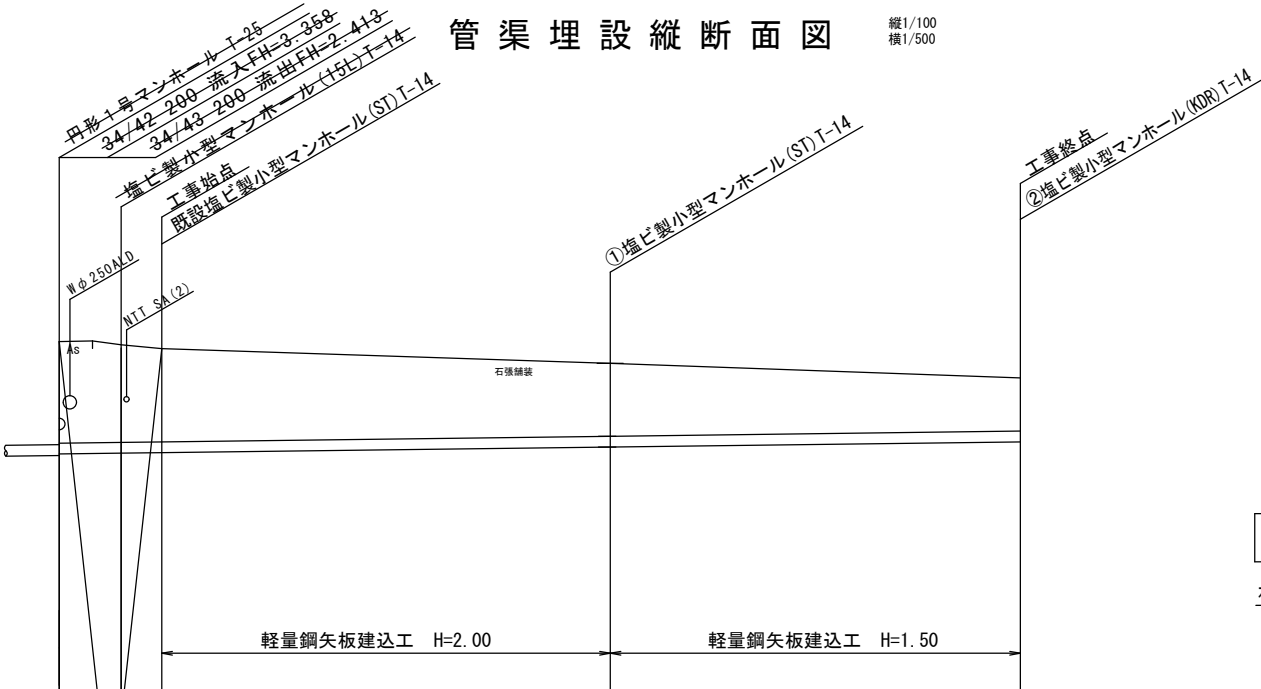 管渠埋設縦断面図
縦1/100
横1/500
円形1号マンホール T-25
34/42 200 流入FH=3.358
34/43 200 流出FH=2.413
塩ビ製小型マンホール(15L)T-14
工事始点
既設塩ビ製小型マンホール(ST)T-14
①塩ビ製小型マンホール(ST)T-14
工事終点
②塩ビ製小型マンホール(KDR)T-14
Wφ250ALD
NTT SA(2)
As
石張舗装
軽量鋼矢板建込工 H=2.00
軽量鋼矢板建込工 H=1.50